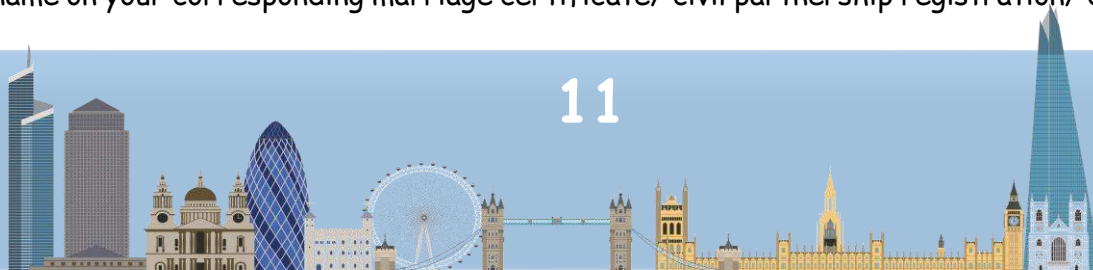 name on your corresponding marriage certificate/ civil partnership registration/
11